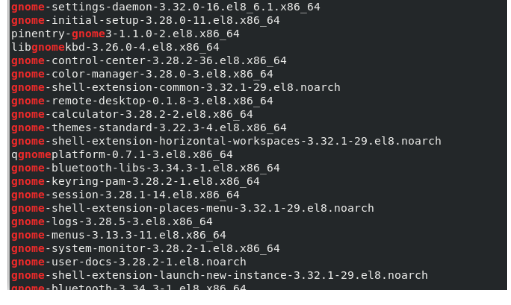 gnome-settings-daemon-3.32.0-16.el8_6.1.x86_64
gnome-initial-setup-3.28.0-11.el8.x86_64
pinentry-gnome3-1.1.0-2.el8.x86_64
libgnomekbd-3.26.0-4.el8.x86_64
gnome-control-center-3.28.2-36.el8.x86_64
gnome-color-manager-3.28.0-3.el8.x86_64
gnome-shell-extension-common-3.32.1-29.el8.noarch
gnome-remote-desktop-0.1.8-3.el8.x86_64
gnome-calculator-3.28.2-2.el8.x86_64
gnome-themes-standard-3.22.3-4.el8.x86_64
gnome-shell-extension-horizontal-workspaces-3.32.1-29.el8.noarch
qgnomeplatform-0.7.1-3.el8.x86_64
gnome-bluetooth-libs-3.34.3-1.el8.x86_64
gnome-keyring-pam-3.28.2-1.el8.x86_64
gnome-session-3.28.1-14.el8.x86_64
gnome-shell-extension-places-menu-3.32.1-29.el8.noarch
gnome-logs-3.28.5-3.el8.x86_64
gnome-menus-3.13.3-11.el8.x86_64
gnome-system-monitor-3.28.2-1.el8.x86_64
gnome-user-docs-3.28.2-1.el8.noarch
gnome-shell-extension-launch-new-instance-3.32.1-29.el8.noarch
gnome-bluetooth-3.34.3-1.el8.x86_64